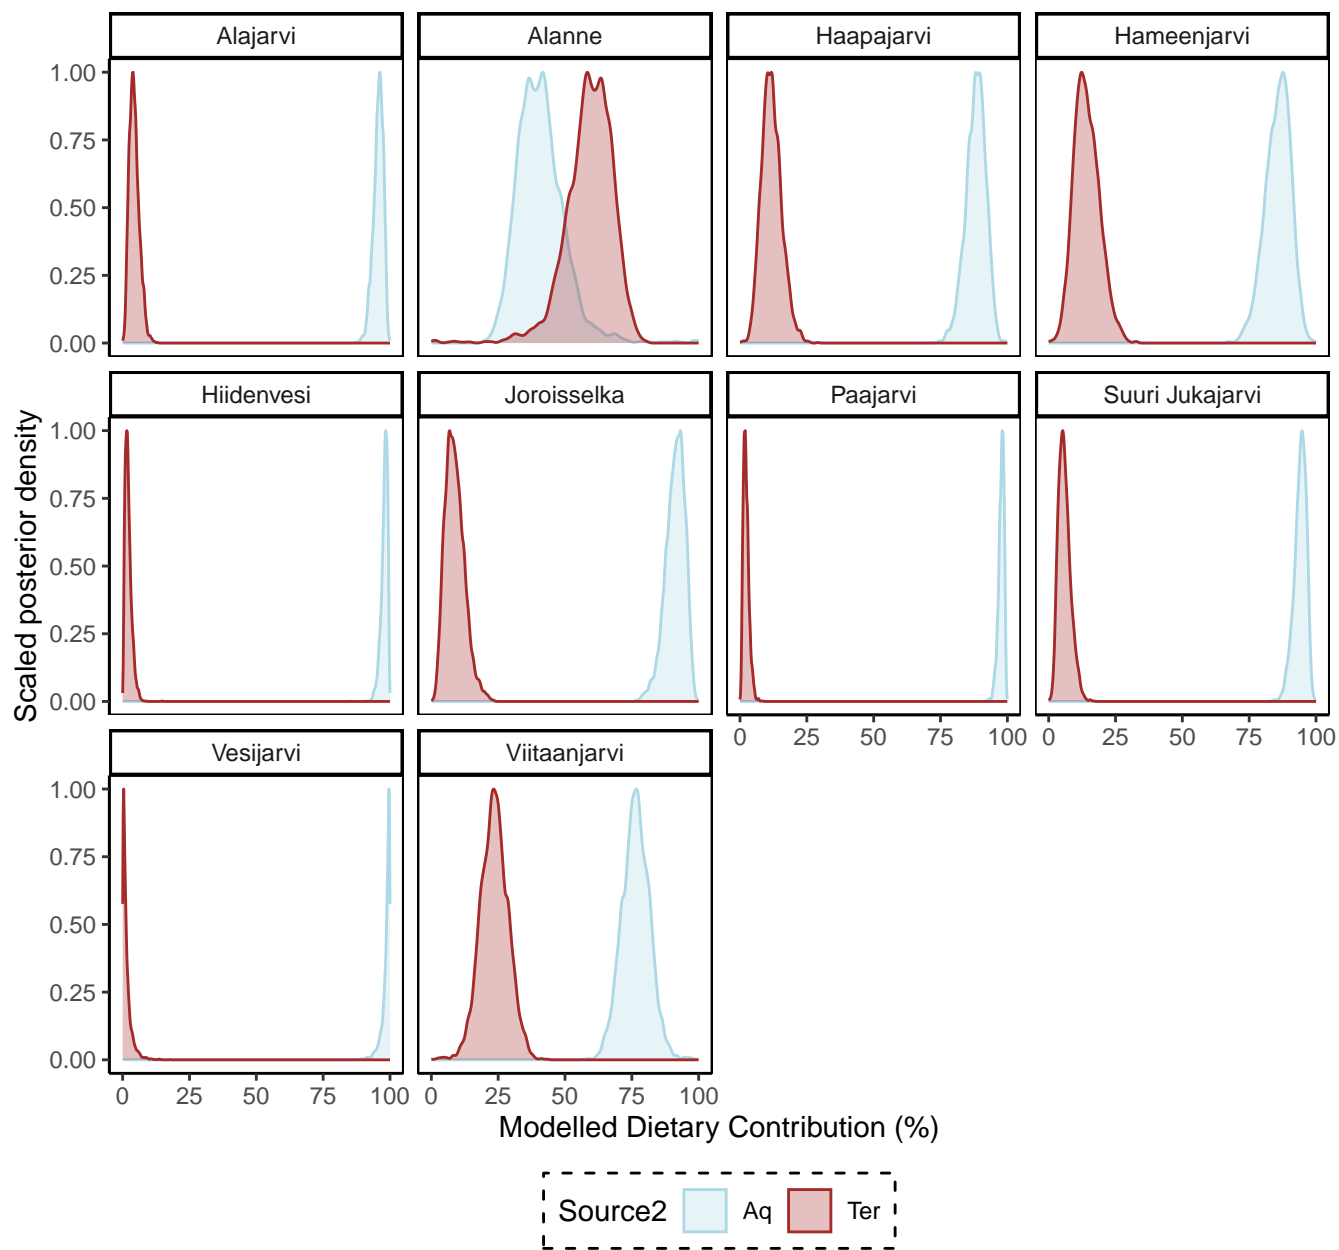 Alajarvi Alanne Haapajarvi Hameenjarvi
1.00
0.75
0.50
0.25
0.00
Hiidenvesi Joroisselka Paajarvi Suuri Jukajarvi
1.00
0.75
0.50
0.25
0.00
0 25 50 75 100 0 25 50 75 100
Vesijarvi Viitaanjarvi
1.00
0.75
0.50
0.25
0.00
0 25 50 75 100 0 25 50 75 100
Scaled posterior density
Modelled Dietary Contribution (%)
Source2 Aq Ter